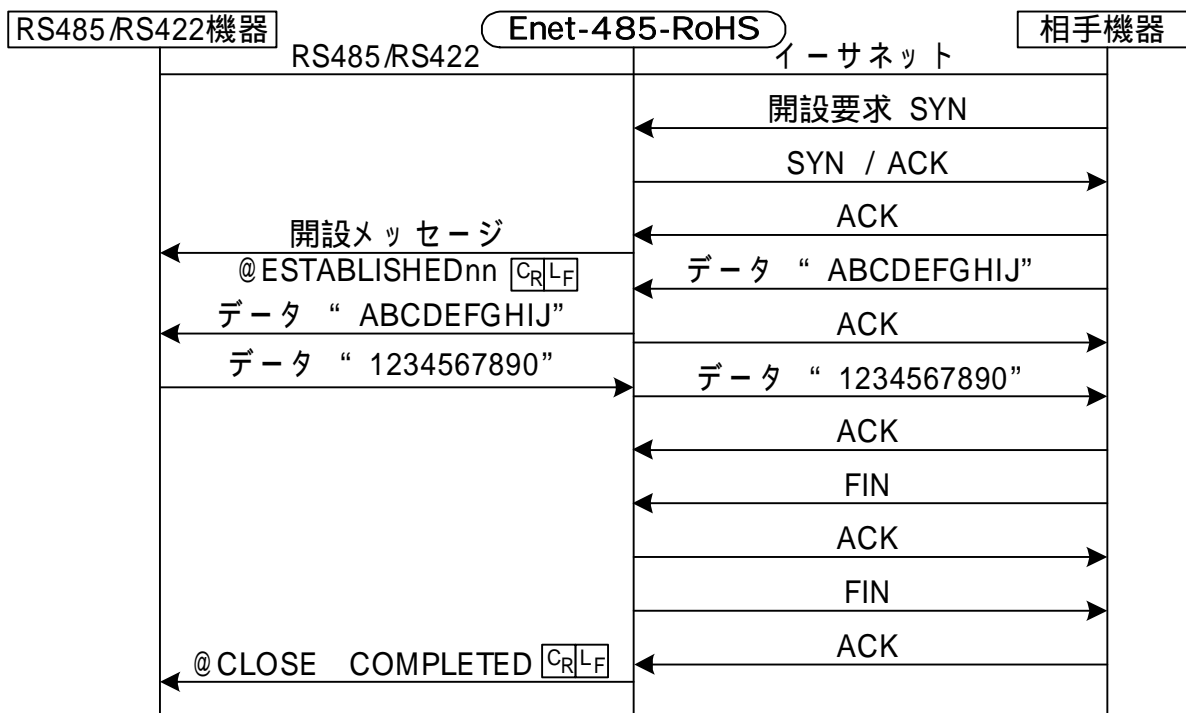 RS485/RS422機器 Enet-485-RoHS 相手機器
RS485/RS422 イーサネット
開設要求 SYN
SYN / ACK
ACK
開設メッセージ
@ESTABLISHEDnn CRLF
データ “ ABCDEFGHIJ”
データ “ ABCDEFGHIJ”
ACK
データ “ 1234567890”
データ “ 1234567890”
ACK
FIN
ACK
FIN
ACK
@CLOSE COMPLETED CRLF